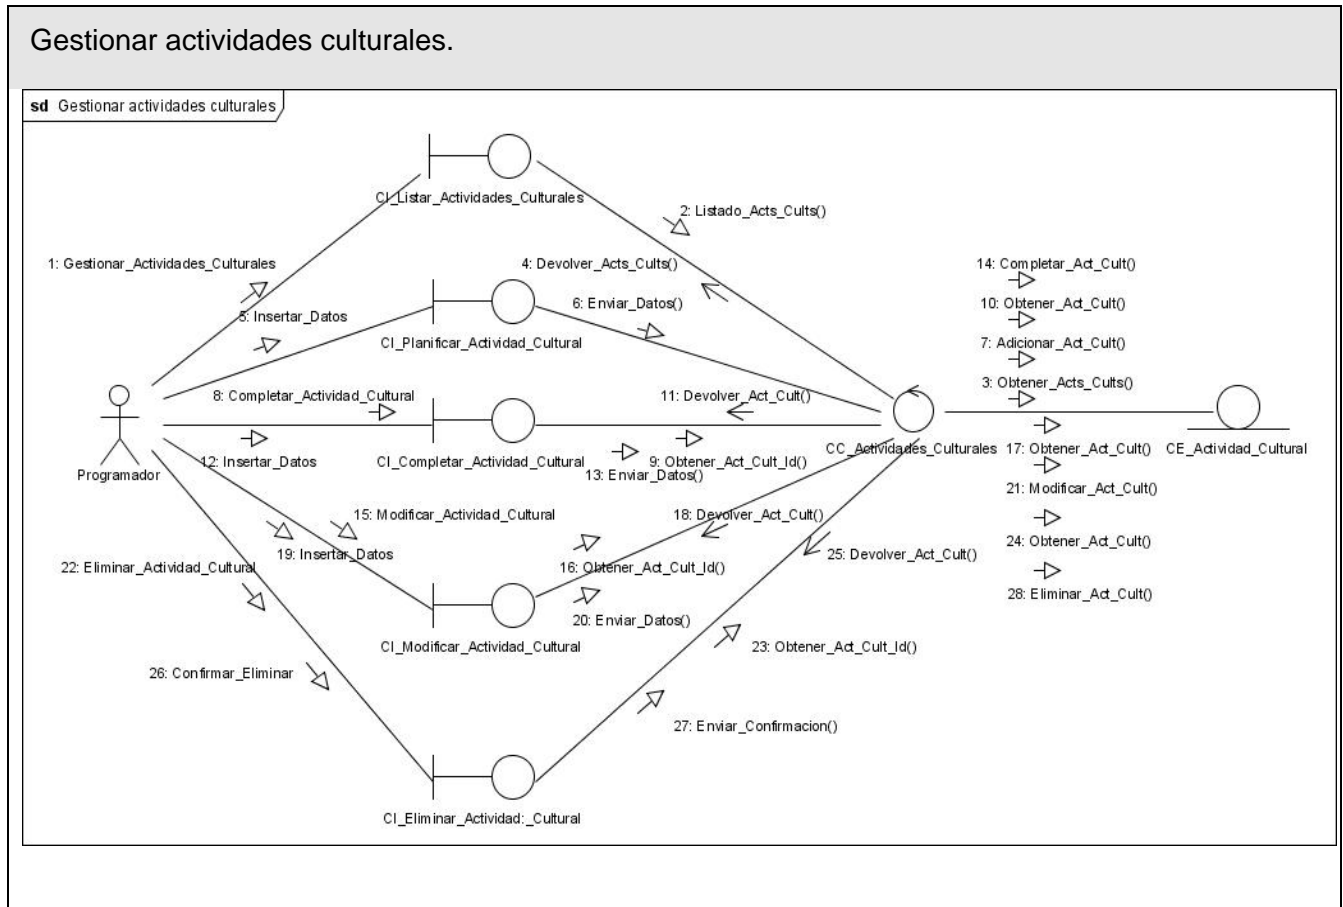 Gestionar actividades culturales.
sd Gestionar actividades culturales
CI_Listar_Actividades_Culturales
2: Listado_Acts_Cults()
1: Gestionar_Actividades_Culturales
4: Devolver_Acts_Cults()
14: Completar_Act_Cult()
5: Insertar_Datos
6: Enviar_Datos()
10: Obtener_Act_Cult()
CI_Planificar_Actividad_Cultural
7: Adicionar_Act_Cult()
8: Completar_Actividad_Cultural
11: Devolver_Act_Cult()
3: Obtener_Acts_Cults()
Programador
12: Insertar_Datos
CI_Completar_Actividad_Cultural
9: Obtener_Act_Cult_Id()
13: Enviar_Datos()
CC_Actividades_Culturales
17: Obtener_Act_Cult()
CE_Actividad_Cultural
21: Modificar_Act_Cult()
15: Modificar_Actividad_Cultural
18: Devolver_Act_Cult()
19: Insertar_Datos
25: Devolver_Act_Cult()
24: Obtener_Act_Cult()
22: Eliminar_Actividad_Cultural
16: Obtener_Act_Cult_Id()
28: Eliminar_Act_Cult()
20: Enviar_Datos()
CI_Modificar_Actividad_Cultural
23: Obtener_Act_Cult_Id()
26: Confirmar_Eliminar
27: Enviar_Confirmacion()
CI_Eliminar_Actividad:_Cultural